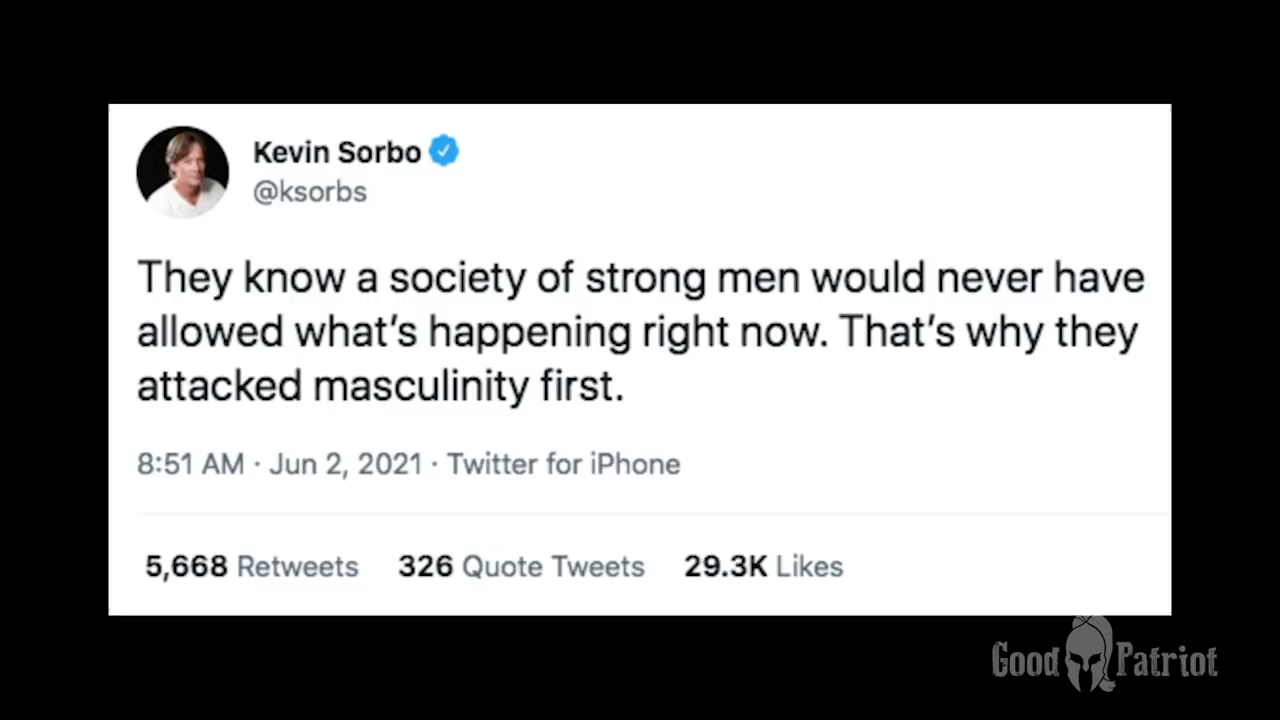 Kevin Sorbo
@ksorbs
They know a society of strong men would never have
allowed what's happening right now. That's why they
attacked masculinity first.
8:51 AM · Jun 2, 2021 · Twitter for iPhone
5,668 Retweets 326 Quote Tweets 29.3K Likes
Good Patriot